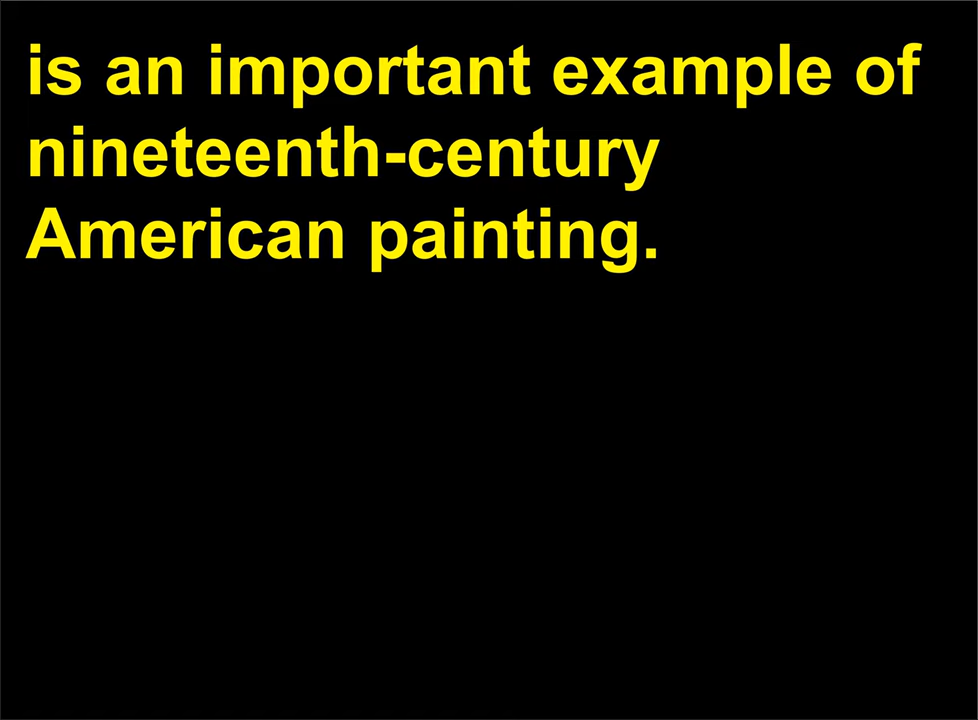 is an important example of
nineteenth-century
American painting.